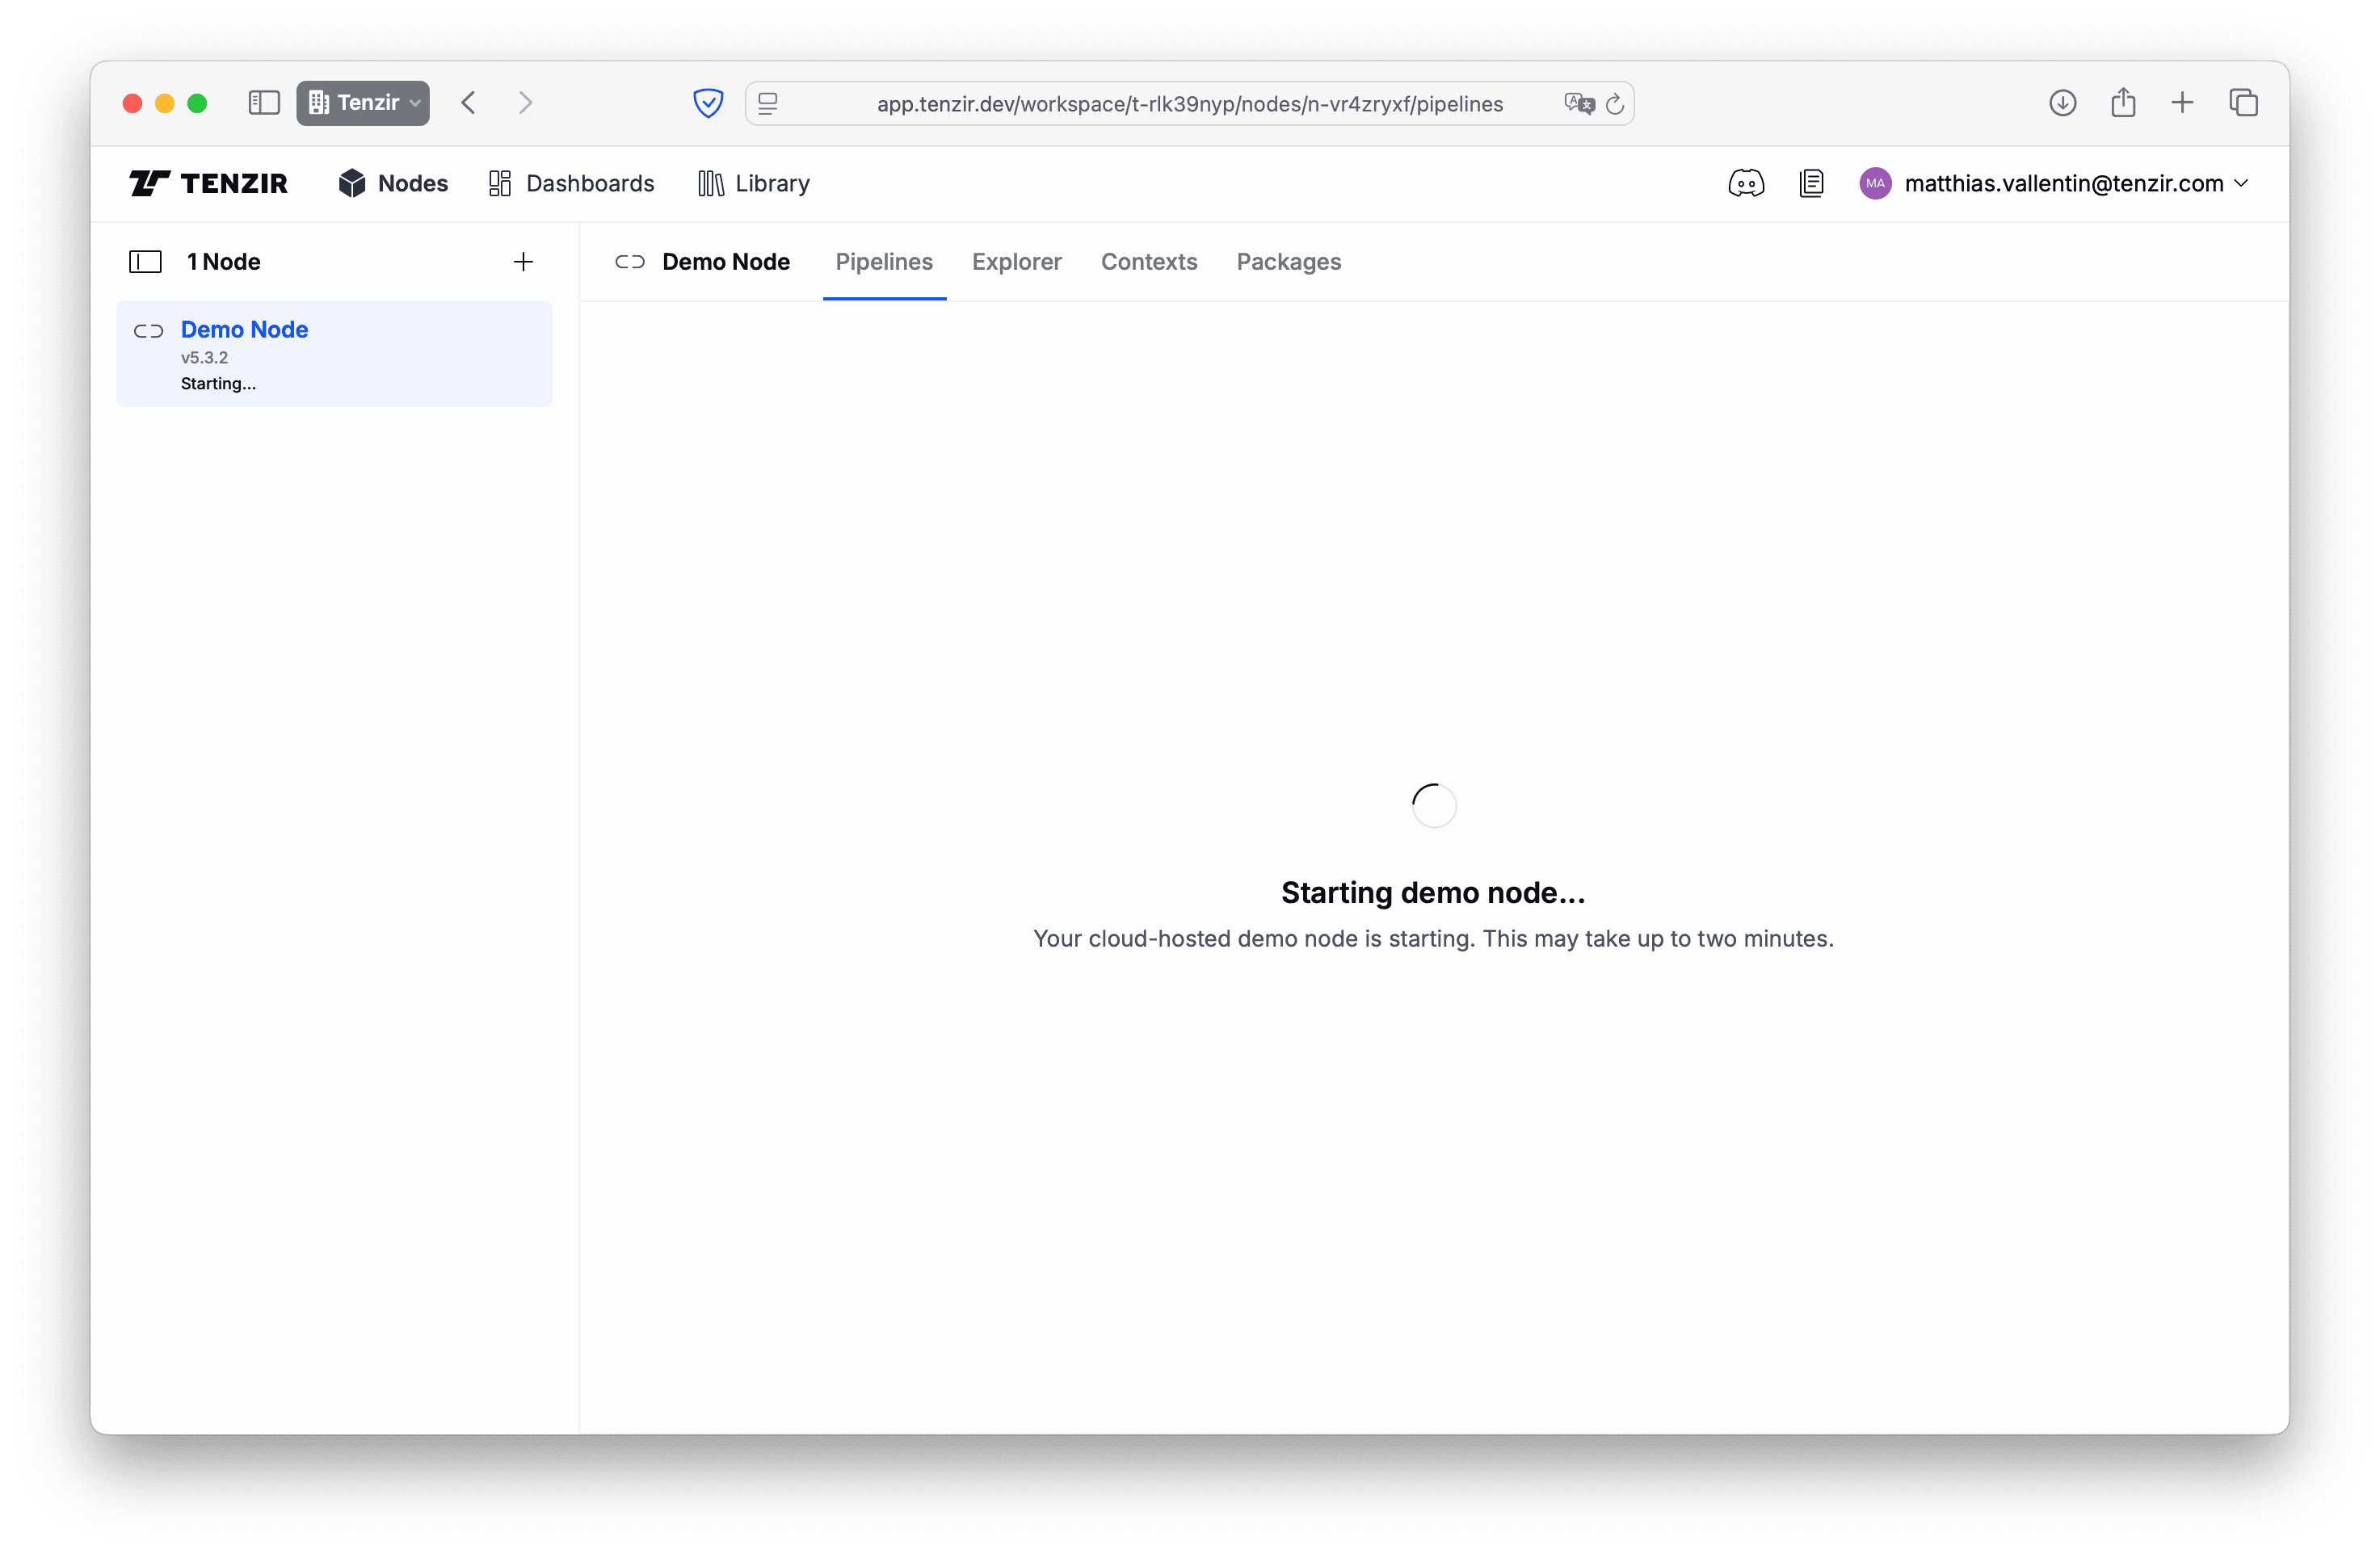 Tenzir
app.tenzir.dev/workspace/t-rlk39nyp/nodes/n-vr4zryxf/pipelines
TENZIR
Nodes
Dashboards
Library
MA
matthias.vallentin@tenzir.com
1 Node
Demo Node
Pipelines
Explorer
Contexts
Packages
Demo Node
v5.3.2
Starting...
Starting demo node...
Your cloud-hosted demo node is starting. This may take up to two minutes.